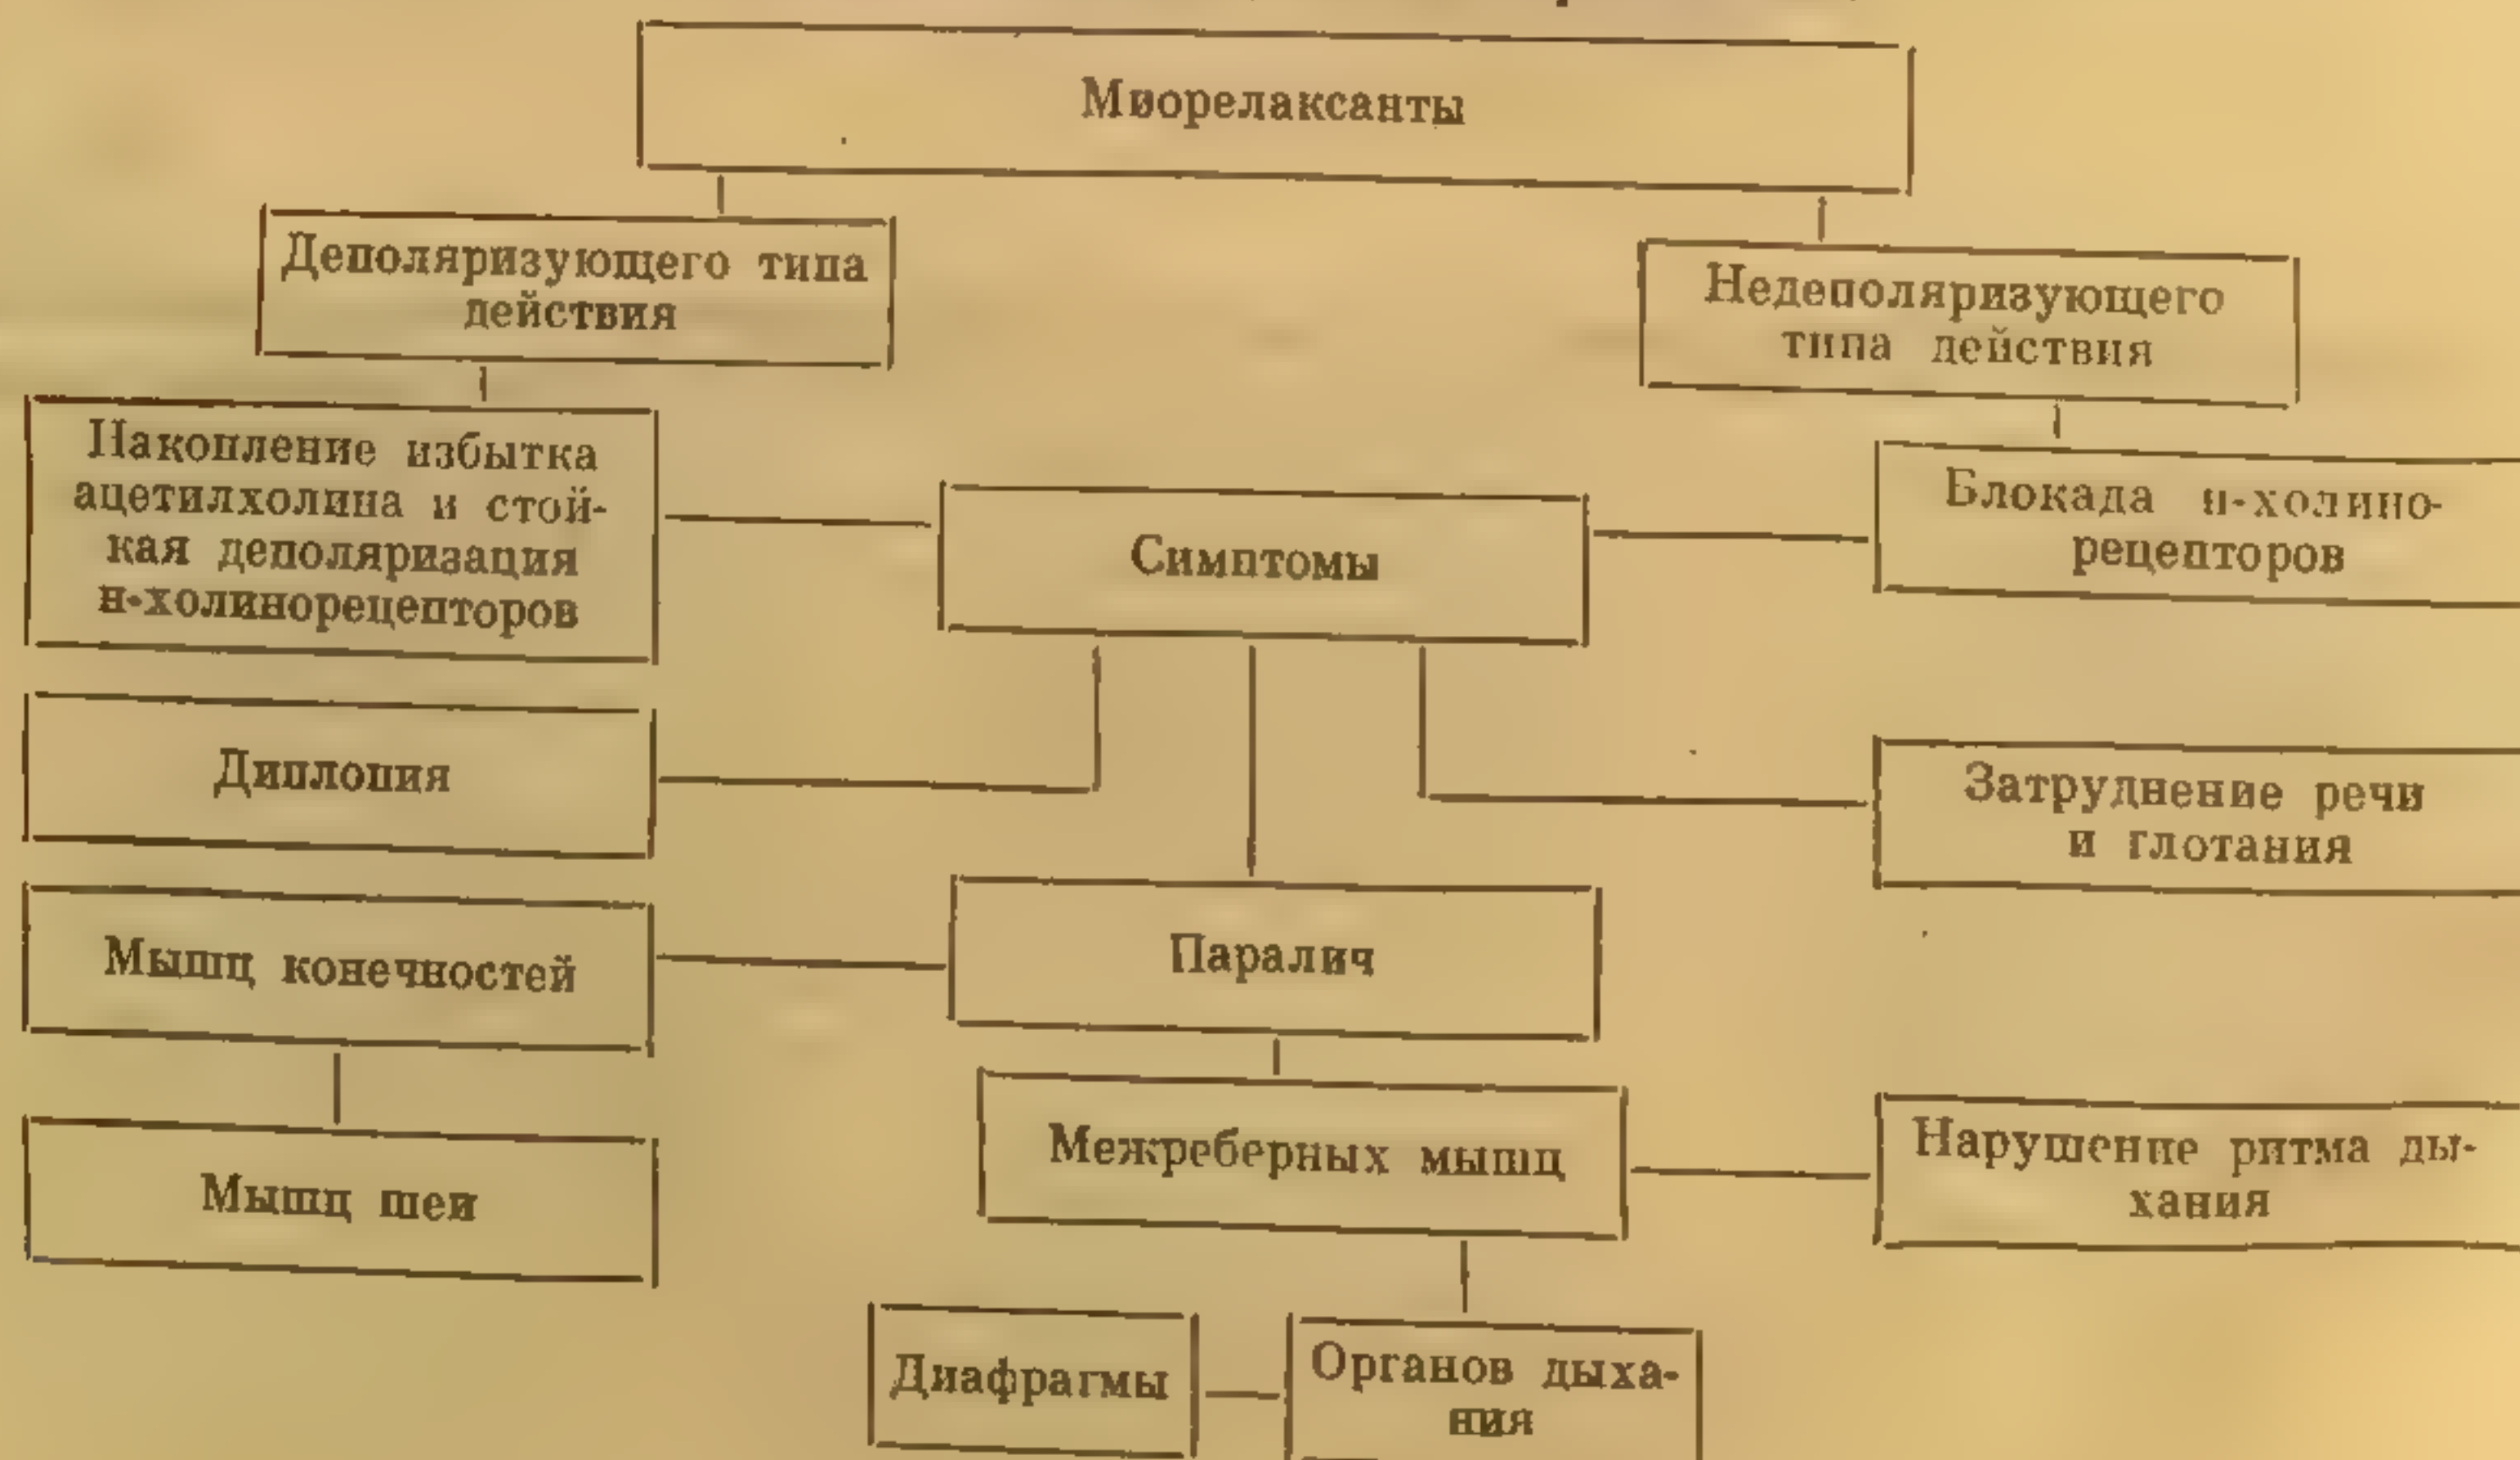 Миорелаксанты
Деполяризующего типа
действия
Недеполяризующего
типа действия
Накопление избытка
ацетилхолина и стой-
кая деполяризация
н-холинорецепторов
Симптомы
Блокада н-холино-
рецепторов
Диплопия
Затруднение речи
и глотания
Мышц конечностей
Паралич
Мышц шеи
Межреберных мышц
Нарушение ритма ды-
хания
Диафрагмы
Органов дыха-
ния